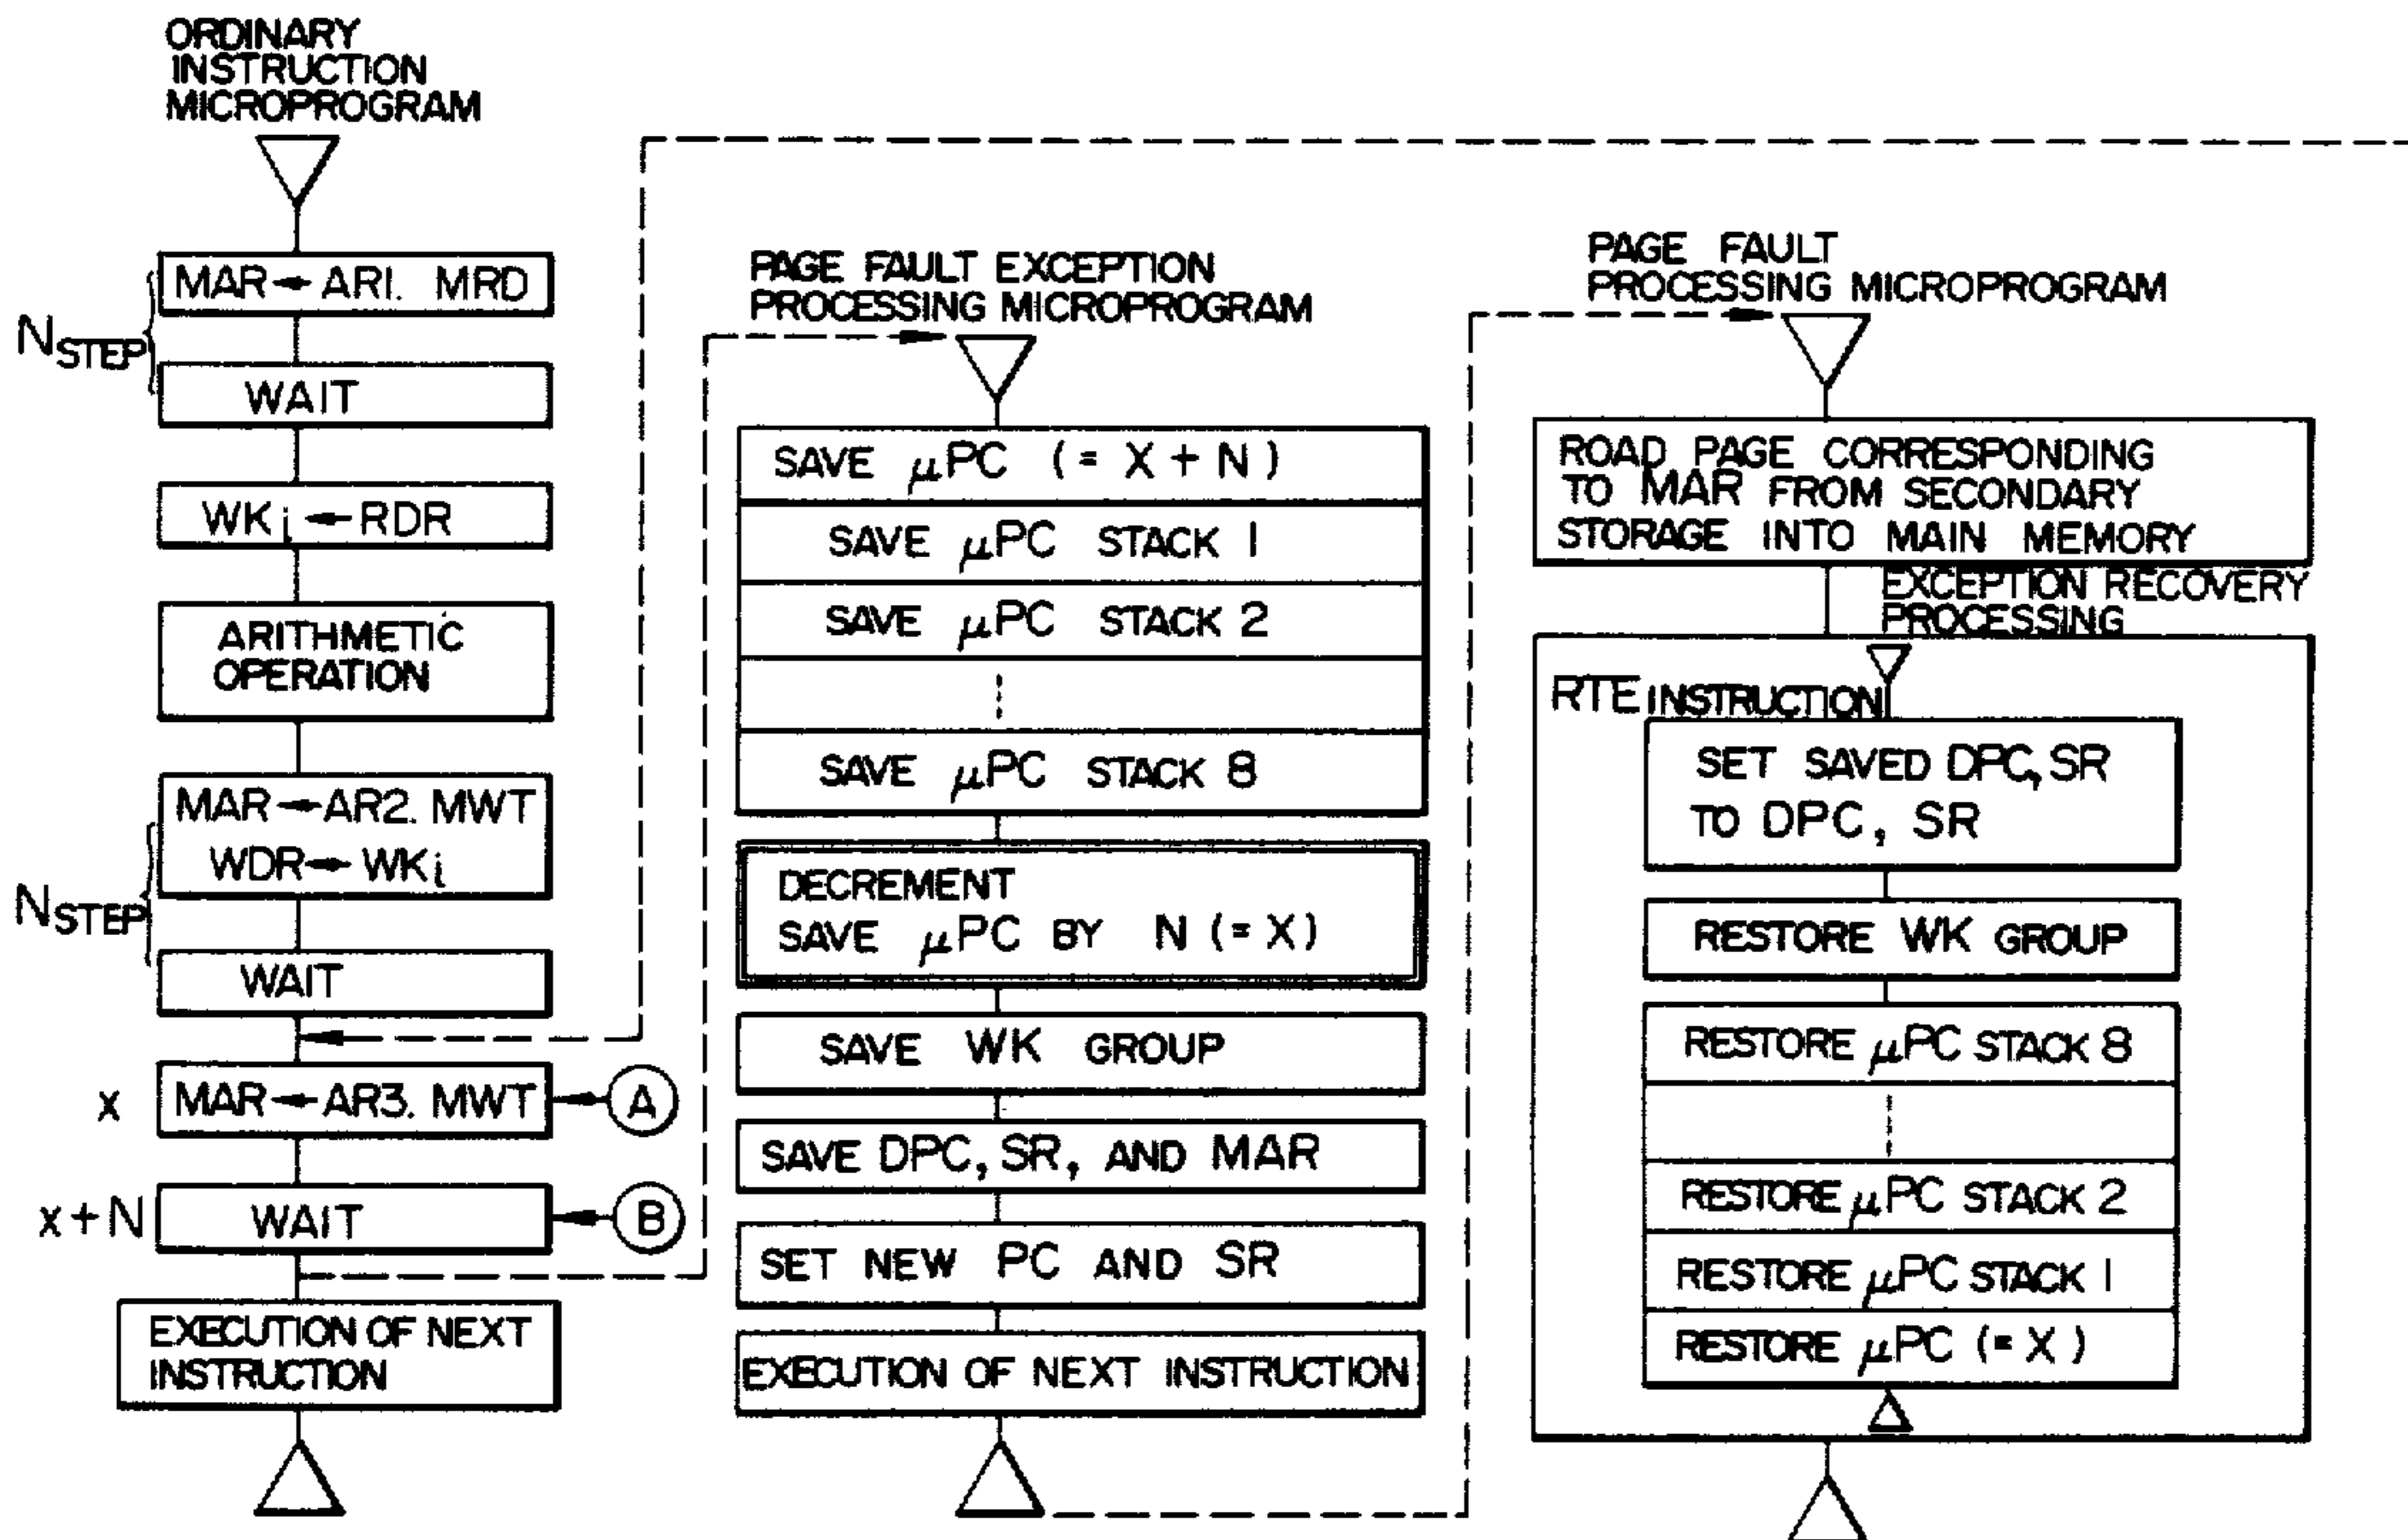 ORDINARY
INSTRUCTION
MICROPROGRAM
MAR←AR1. MRD
NSTEP
WAIT
WKi←RDR
ARITHMETIC
OPERATION
MAR←AR2. MWT
WDR←WKi
NSTEP
WAIT
x
MAR←AR3. MWT
A
x+N
WAIT
B
EXECUTION OF NEXT
INSTRUCTION
PAGE FAULT EXCEPTION
PROCESSING MICROPROGRAM
SAVE μPC (= X + N)
SAVE μPC STACK 1
SAVE μPC STACK 2
SAVE μPC STACK 8
DECREMENT
SAVE μPC BY N (= X)
SAVE WK GROUP
SAVE DPC, SR, AND MAR
SET NEW PC AND SR
EXECUTION OF NEXT INSTRUCTION
PAGE FAULT
PROCESSING MICROPROGRAM
ROAD PAGE CORRESPONDING
TO MAR FROM SECONDARY
STORAGE INTO MAIN MEMORY
EXCEPTION RECOVERY
PROCESSING
RTE INSTRUCTION
SET SAVED DPC, SR
TO DPC, SR
RESTORE WK GROUP
RESTORE μPC STACK 8
RESTORE μPC STACK 2
RESTORE μPC STACK 1
RESTORE μPC (= X)